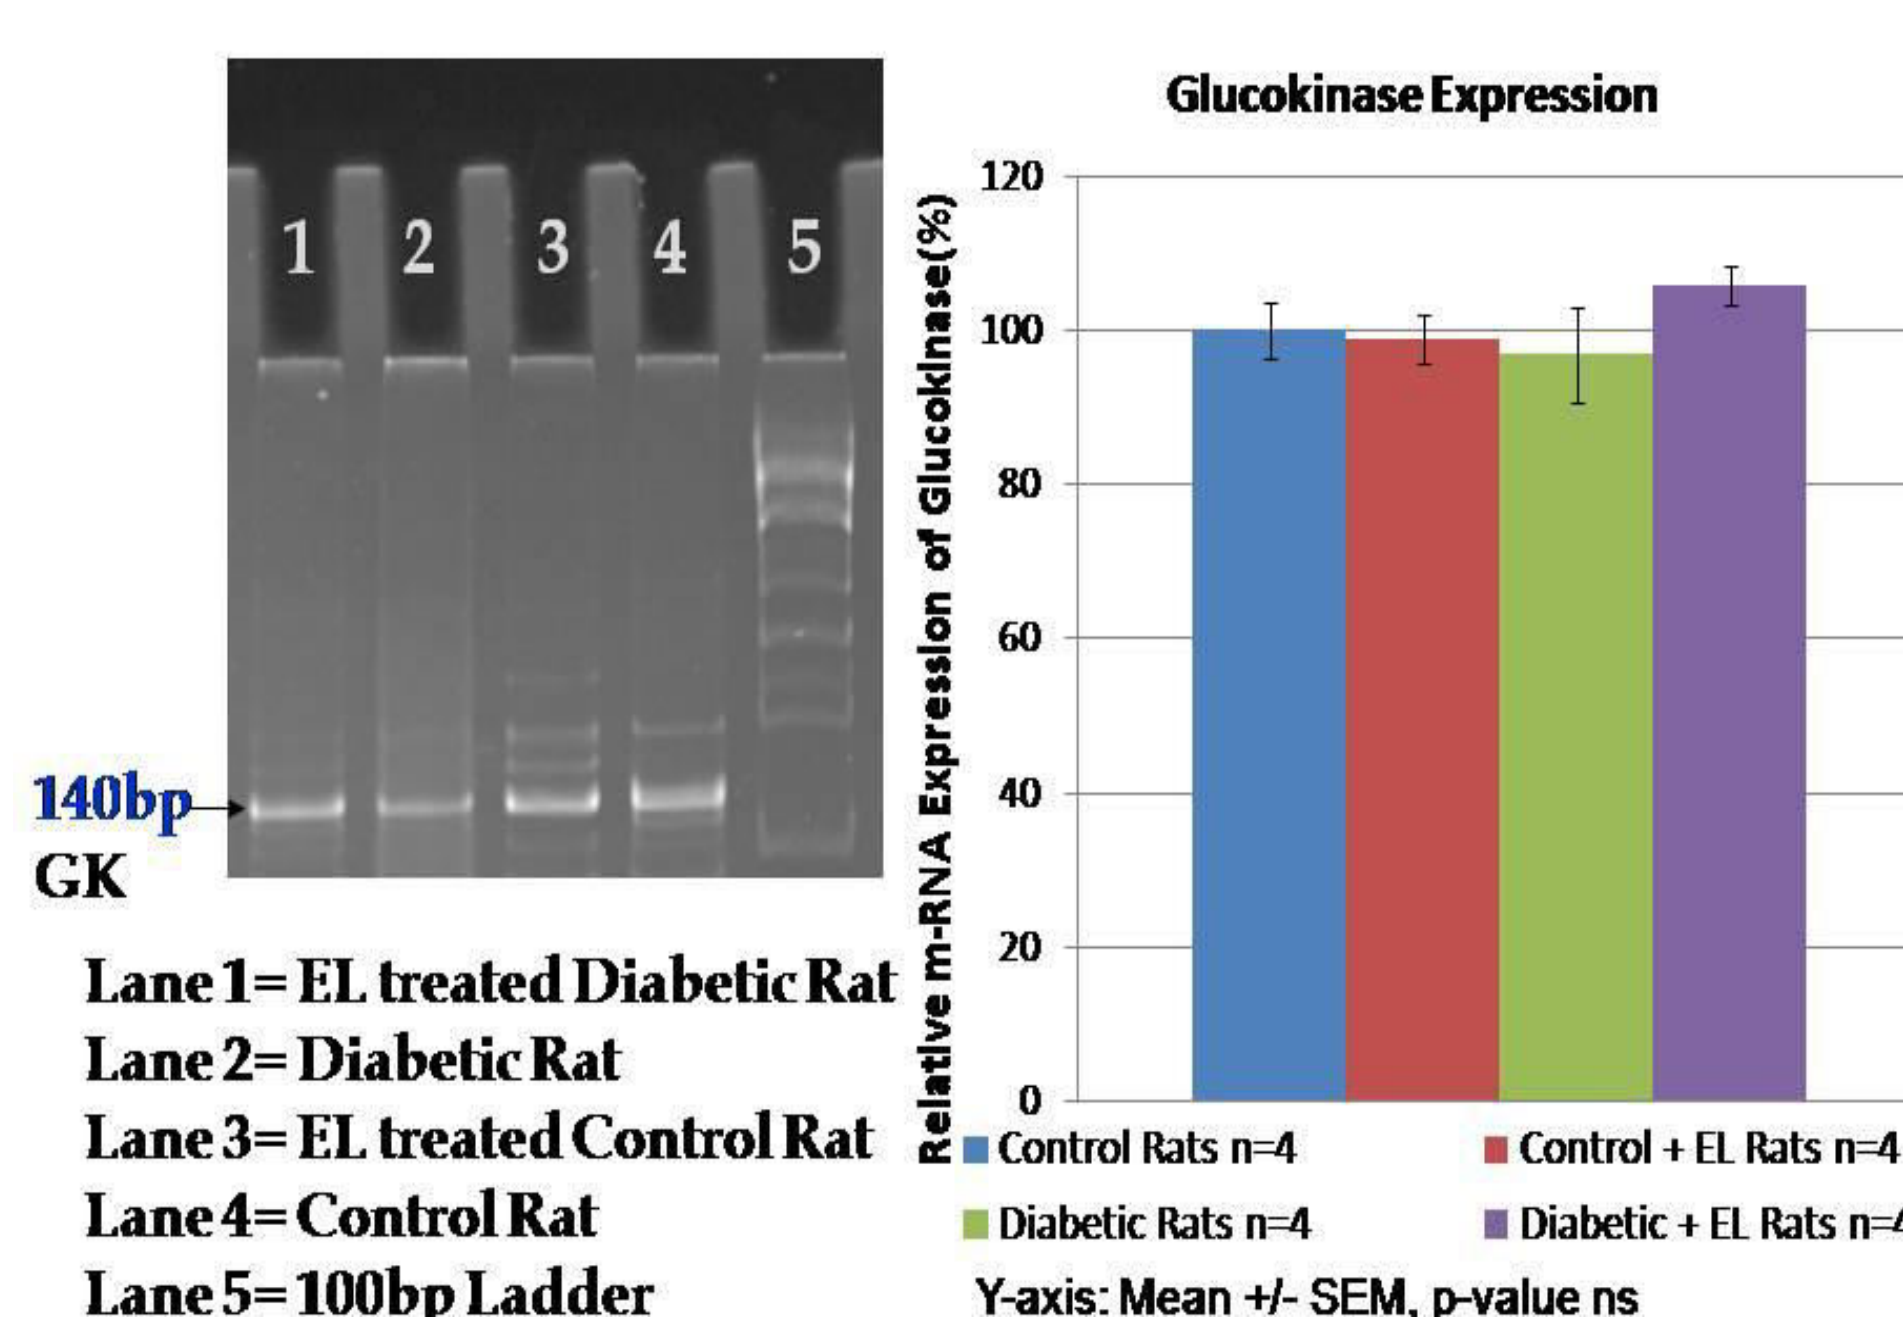 1 2 3 4 5
140bp
GK
Lane 1= EL treated Diabetic Rat
Lane 2= Diabetic Rat
Lane 3= EL treated Control Rat
Lane 4= Control Rat
Lane 5= 100bp Ladder
Glucokinase Expression
Relative m-RNA Expression of Glucokinase(%)
120
100
80
60
40
20
0
Control Rats n=4
Control + EL Rats n=4
Diabetic Rats n=4
Diabetic + EL Rats n=4
Y-axis: Mean +/- SEM, p-value ns